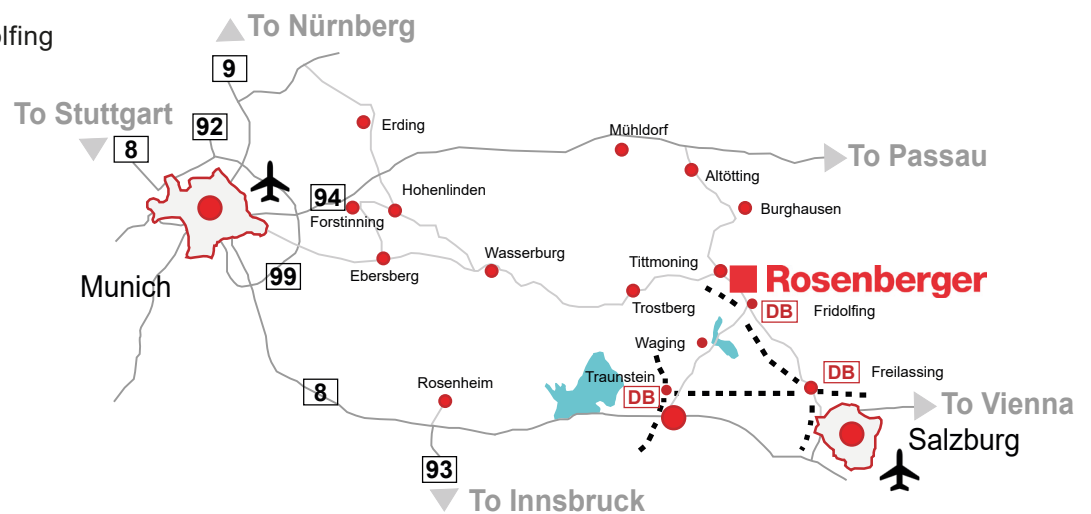 To Nürnberg
lfing
9
To Stuttgart
92
8
Erding
Mühldorf
To Passau
Altötting
94
Hohenlinden
Forstinning
Burghausen
Wasserburg
Tittmoning
Ebersberg
99
Munich
Rosenberger
Trostberg
DB
Fridolfing
Waging
Traunstein
DB
DB
Freilassing
8
Rosenheim
To Vienna
Salzburg
93
To Innsbruck